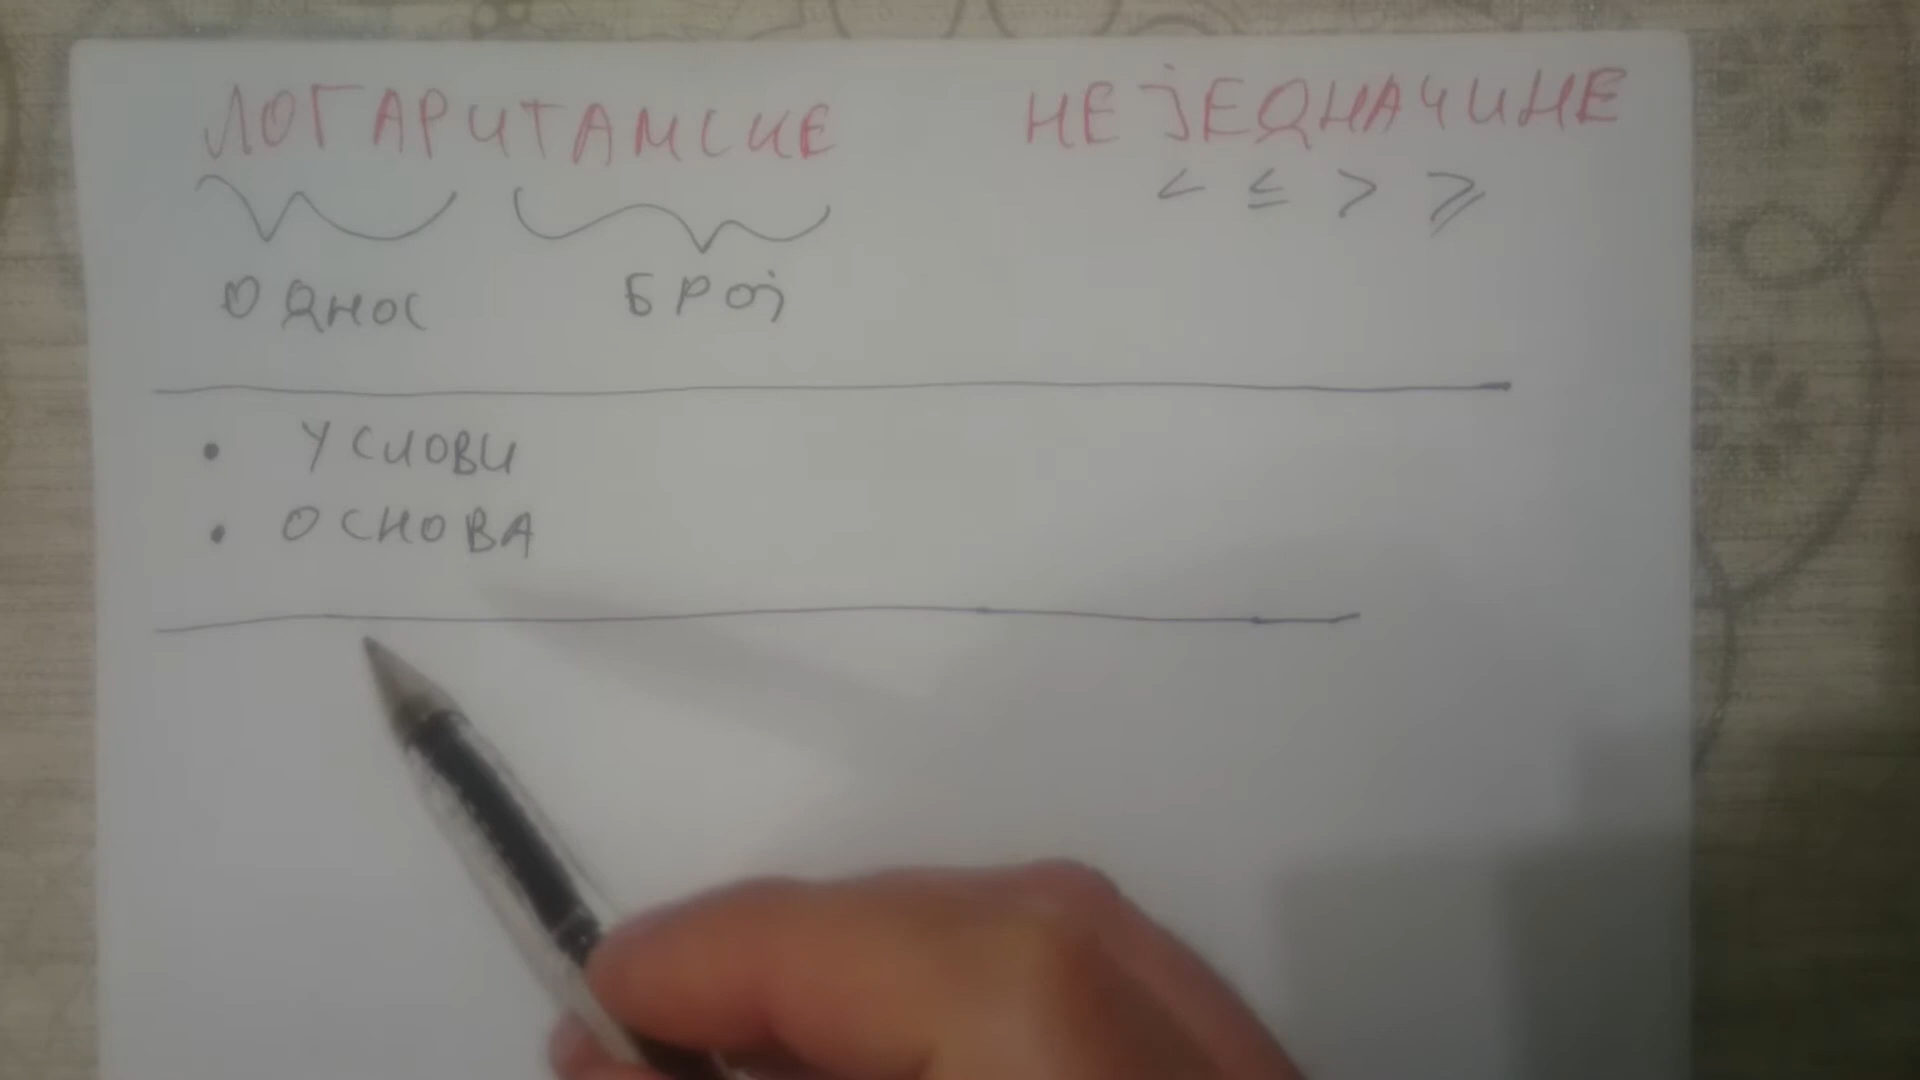 ЛОГАРИТАМСКЕ НЕЈЕДНАЧИНЕ
< ≤ > ⩾
ОДНОС БРОЈ
• УСЛОВИ
• ОСНОВА